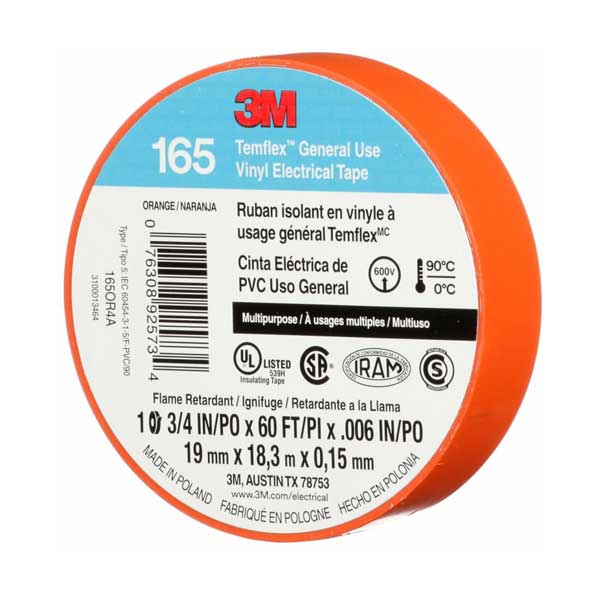 3M
165
Temflex™ General Use
Vinyl Electrical Tape
ORANGE/NARANJA
Ruban isolant en vinyle à
usage général Temflexᴹᶜ
Cinta Eléctrica de
PVC Uso General
600V
90°C
0°C
Multipurpose / À usages multiples / Multiuso
0 76308 92573 4
Type / Tipo 5: IEC 60454-3-1-5/F-PVC/90
165OR4A
3100013464
UL LISTED
539H
Insulating Tape
SA
IRAM
S
Flame Retardant / Ignifuge / Retardante a la Llama
1 3/4 IN/PO x 60 FT/PI x .006 IN/PO
19 mm x 18,3 m x 0,15 mm
3M, AUSTIN TX 78753
www.3M.com/electrical
MADE IN POLAND
FABRIQUÉ EN POLOGNE
HECHO EN POLONIA